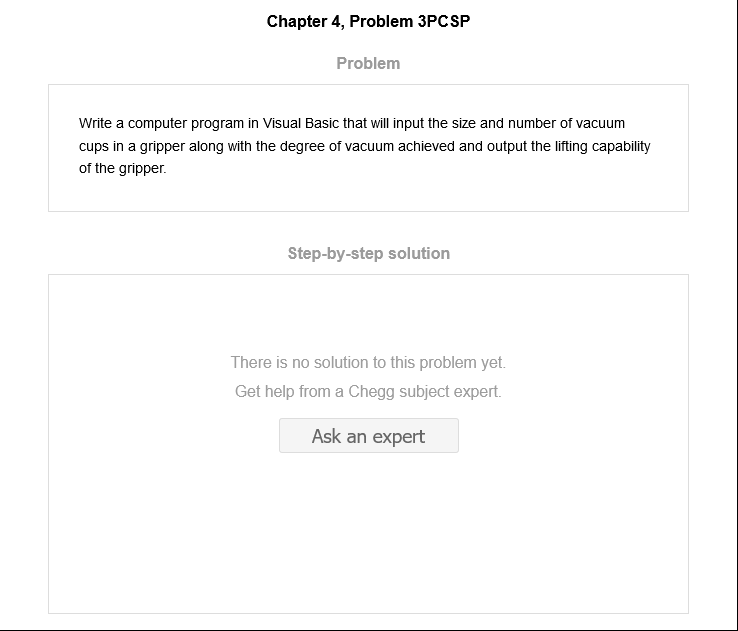 Chapter 4, Problem 3PCSP
Problem
Write a computer program in Visual Basic that will input the size and number of vacuum
cups in a gripper along with the degree of vacuum achieved and output the lifting capability
of the gripper.
Step-by-step solution
There is no solution to this problem yet.
Get help from a Chegg subject expert.
Ask an expert